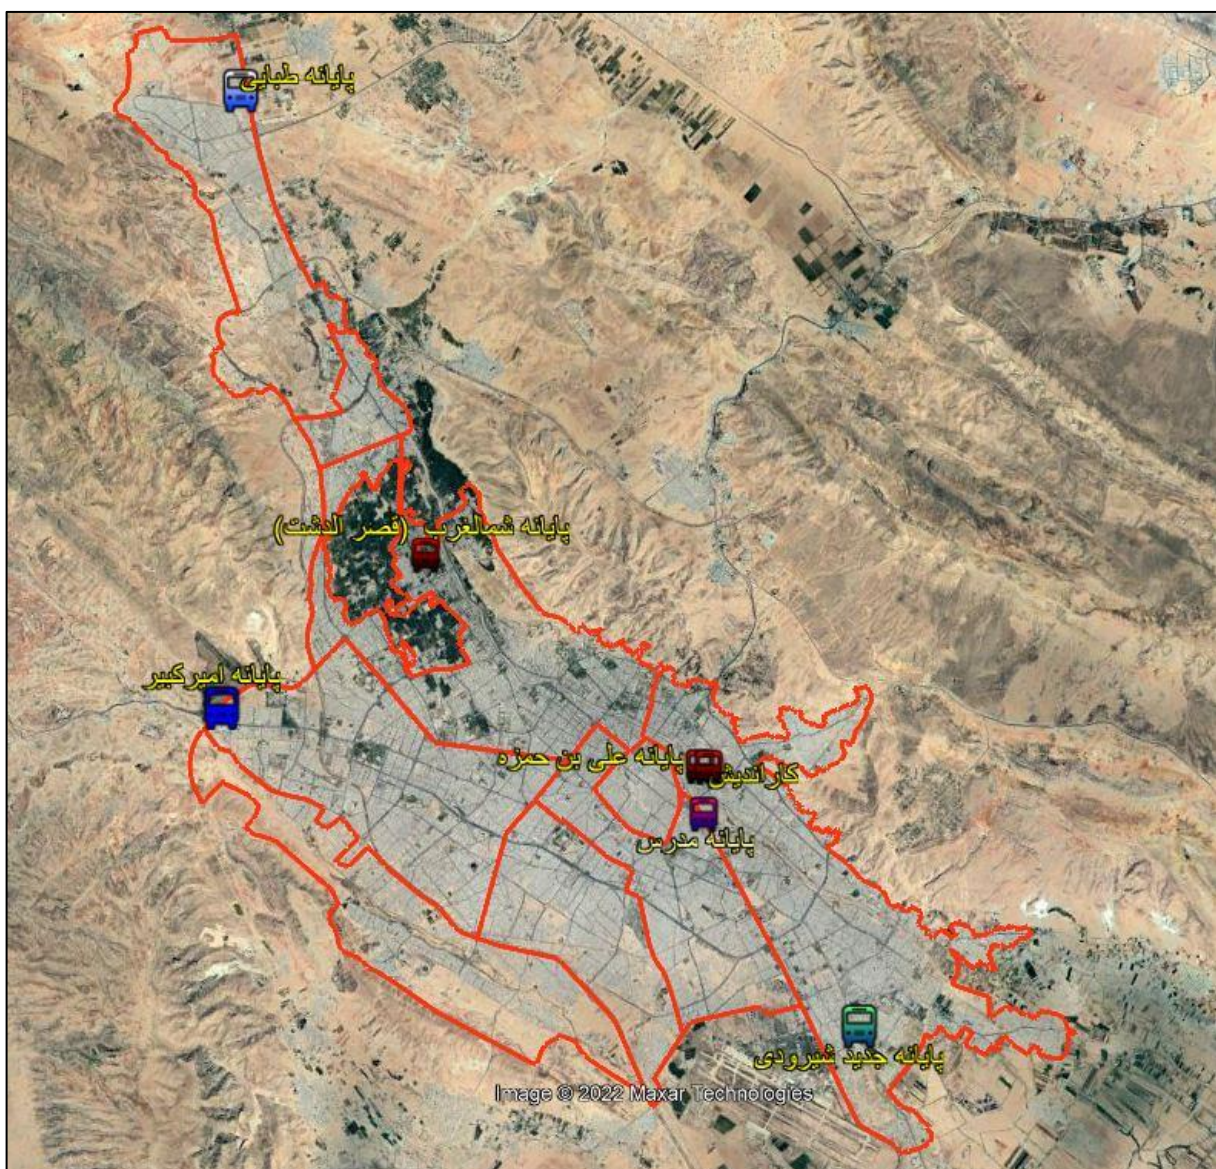 پایانه طبایی
پایانه شمالغرب (قصر الدشت)
پایانه امیرکبیر
پایانه علی بن حمزه
کاراندیش
پایانه مدرس
پایانه جدید شیرودی
Image © 2022 Maxar Technologies